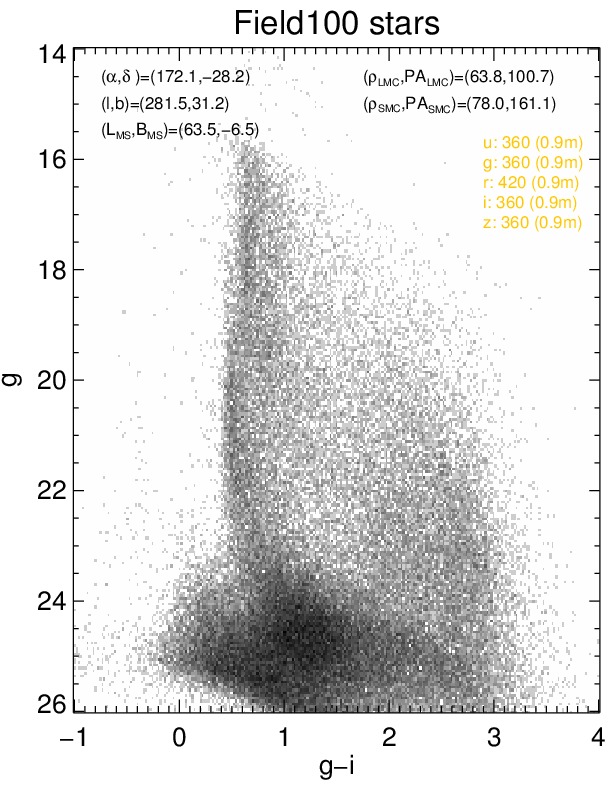 Field100 stars
(α,δ )=(172.1,−28.2)
(ρLMC,PALMC)=(63.8,100.7)
(l,b)=(281.5,31.2)
(ρSMC,PASMC)=(78.0,161.1)
(LMS,BMS)=(63.5,−6.5)
u: 360 (0.9m)
g: 360 (0.9m)
r: 420 (0.9m)
i: 360 (0.9m)
z: 360 (0.9m)
14
16
18
20
22
24
26
g
−1 0 1 2 3 4
g−i